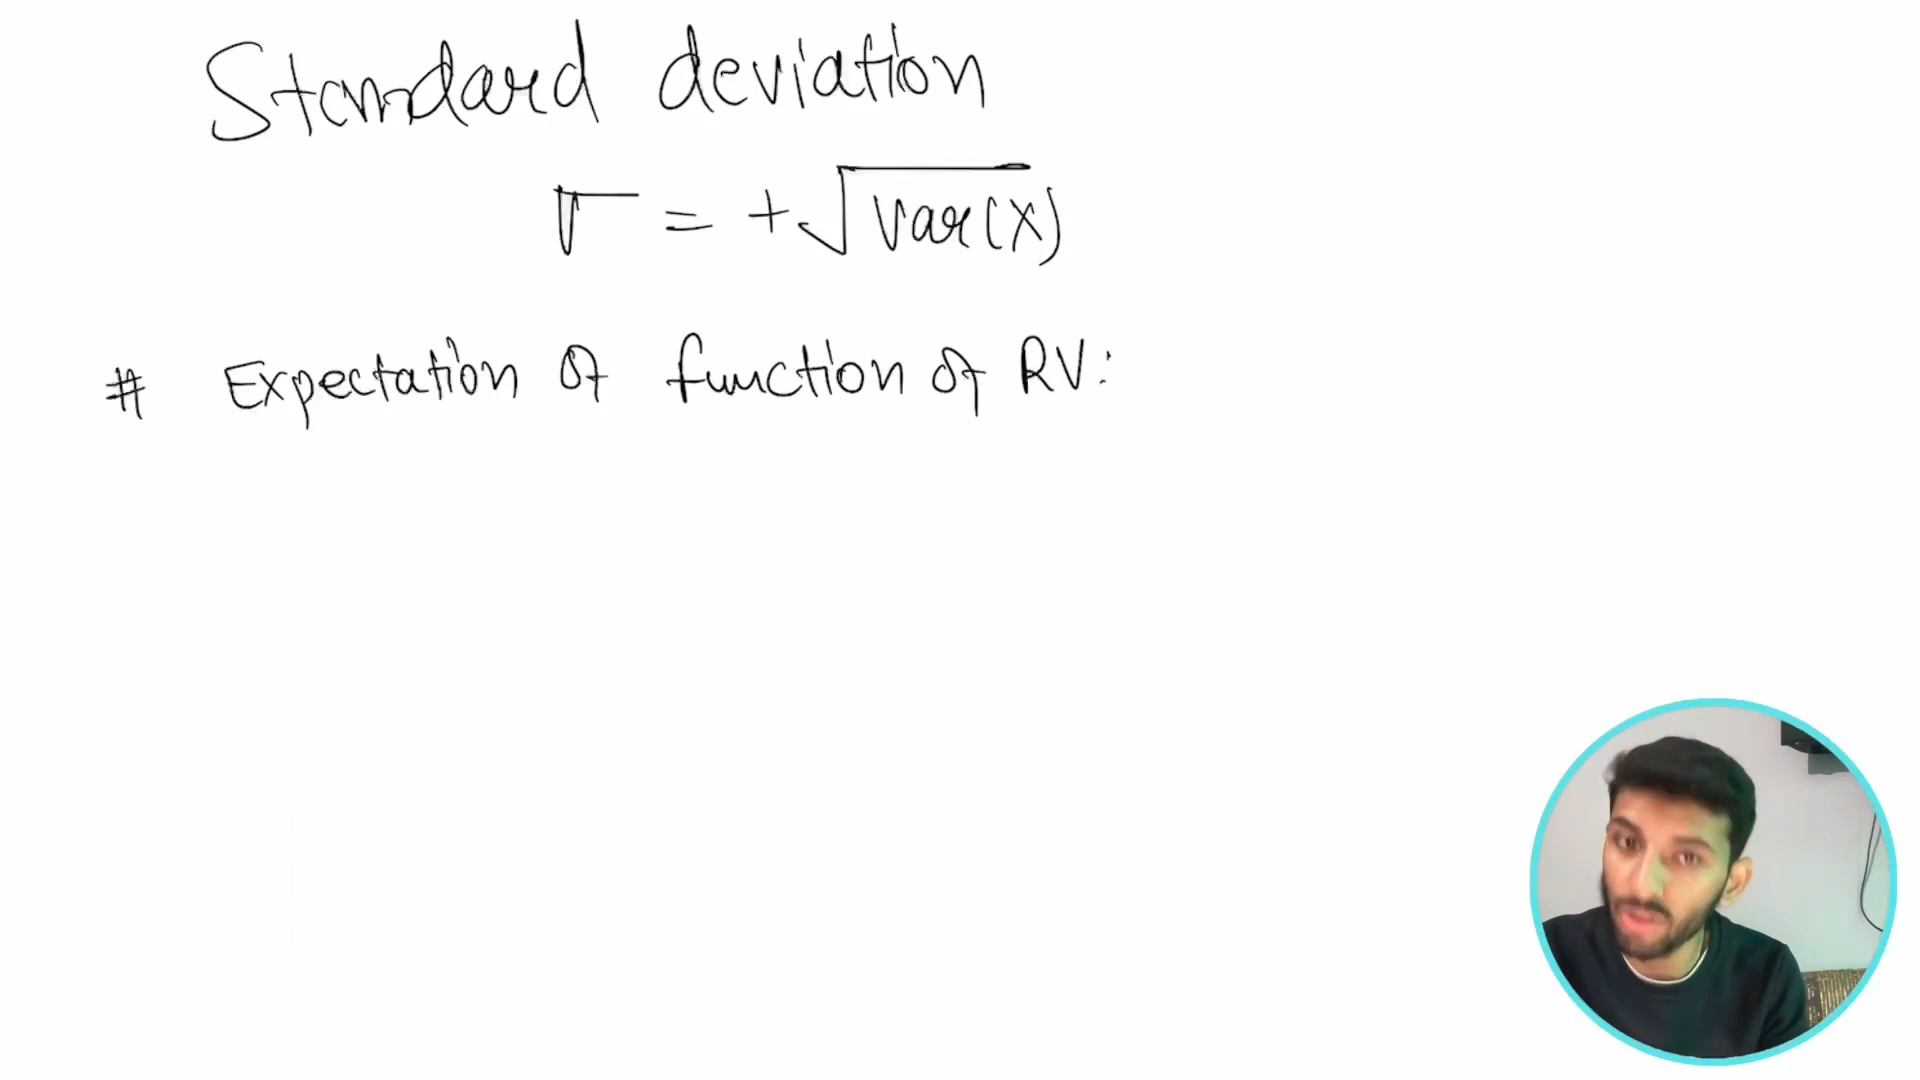 Standard deviation
σ = +√var(X)
# Expectation of function of RV: